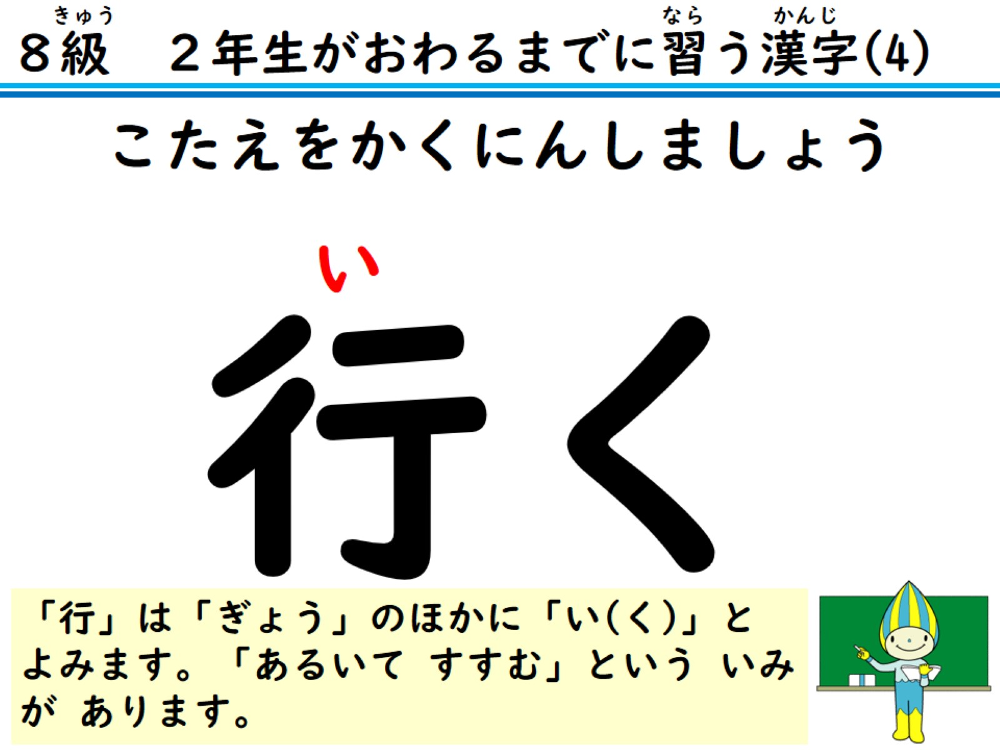 きゅう なら かんじ
8級 2年生がおわるまでに習う漢字(4)
こたえをかくにんしましょう
い
行く
「行」は「ぎょう」のほかに「い(く)」と
よみます。「あるいて すすむ」という いみ
が あります。